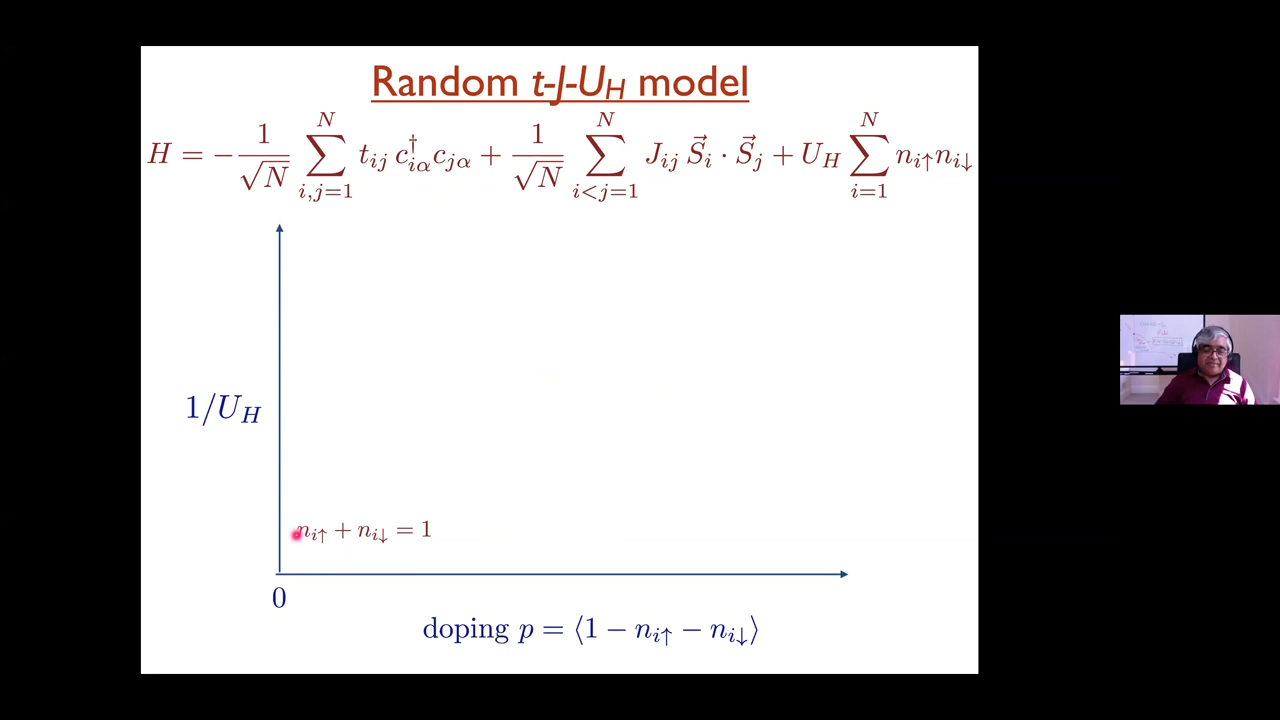 Random t-J-U_H model
H = -\frac{1}{\sqrt{N}} \sum_{i,j=1}^{N} t_{ij} c_{i\alpha}^{\dagger} c_{j\alpha} + \frac{1}{\sqrt{N}} \sum_{i<j=1}^{N} J_{ij} \vec{S}_i \cdot \vec{S}_j + U_H \sum_{i=1}^{N} n_{i\uparrow} n_{i\downarrow}
1/U_H
n_{i\uparrow} + n_{i\downarrow} = 1
0
doping p = ⟨1 − n_{i\uparrow} − n_{i\downarrow}⟩